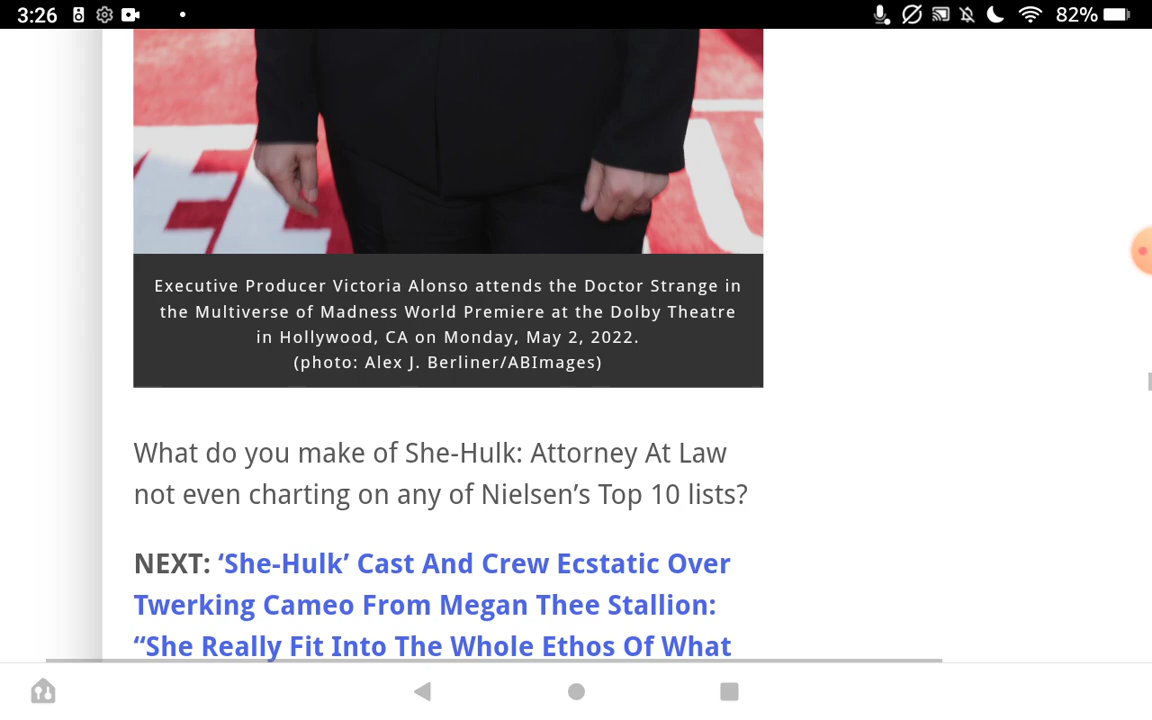 3:26
82%
Executive Producer Victoria Alonso attends the Doctor Strange in
the Multiverse of Madness World Premiere at the Dolby Theatre
in Hollywood, CA on Monday, May 2, 2022.
(photo: Alex J. Berliner/ABImages)
What do you make of She-Hulk: Attorney At Law
not even charting on any of Nielsen’s Top 10 lists?
NEXT: ‘She-Hulk’ Cast And Crew Ecstatic Over
Twerking Cameo From Megan Thee Stallion:
“She Really Fit Into The Whole Ethos Of What